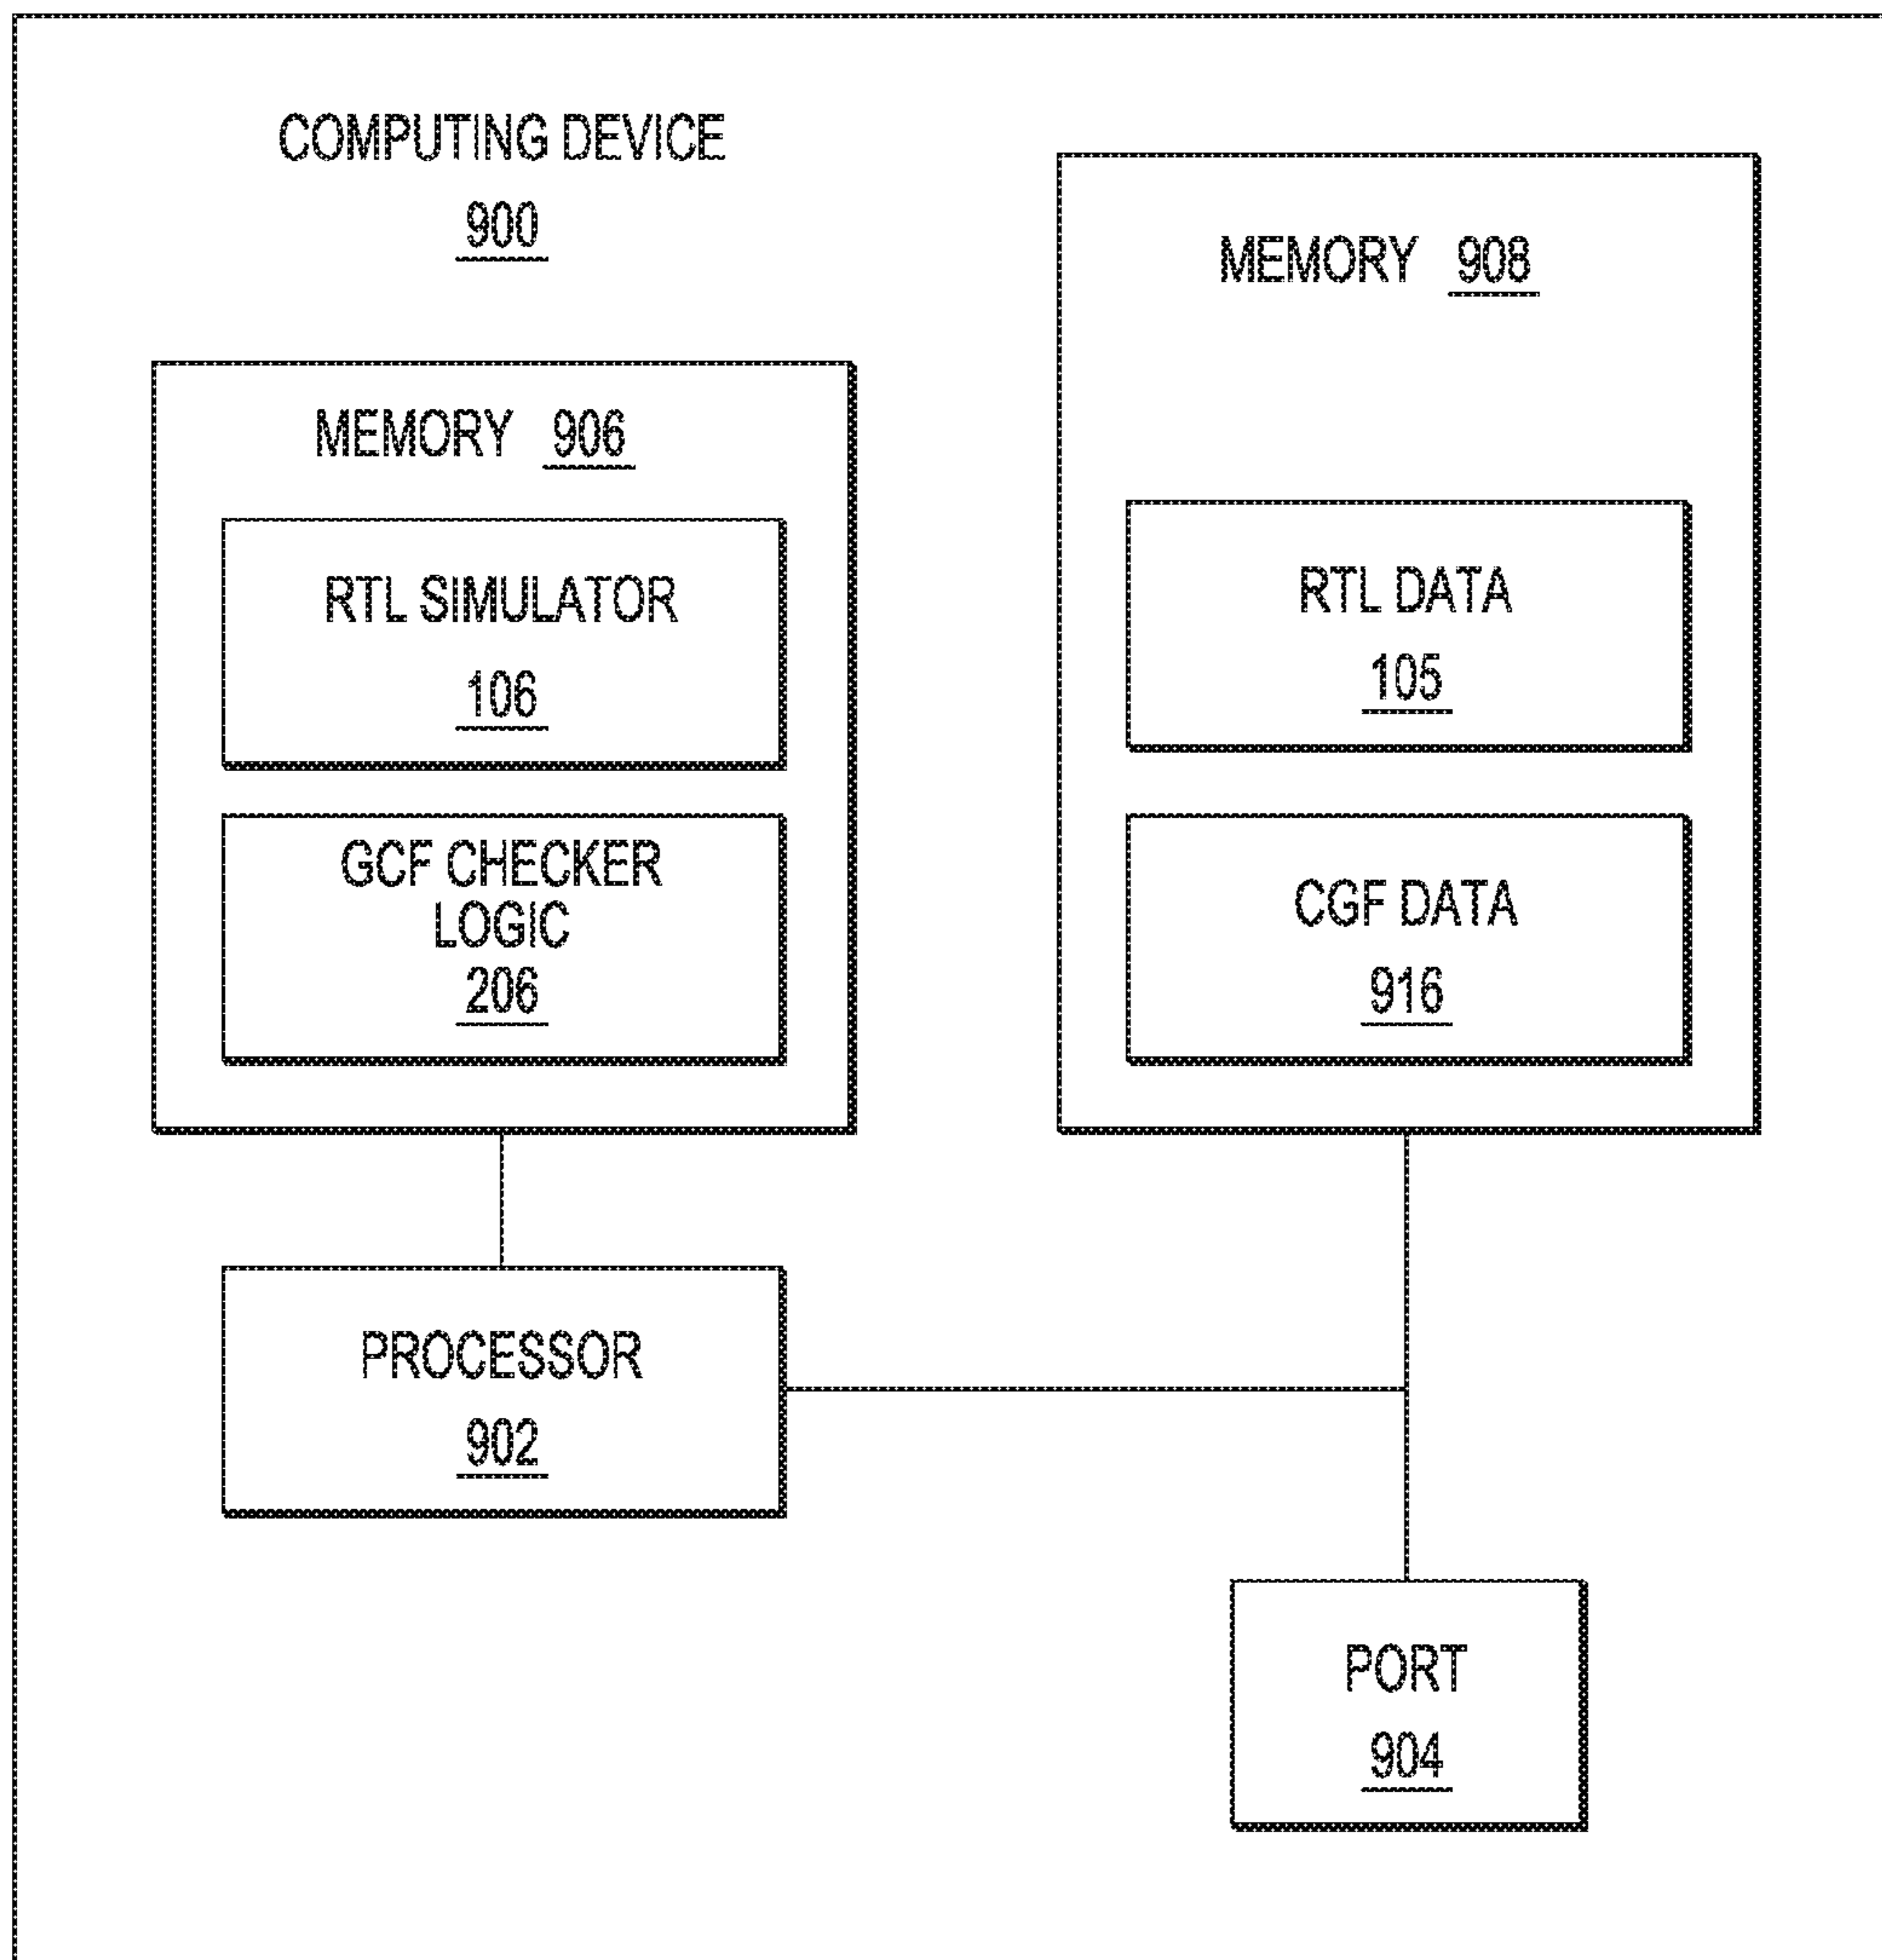 COMPUTING DEVICE
900
MEMORY 906
RTL SIMULATOR
106
GCF CHECKER
LOGIC
206
MEMORY 908
RTL DATA
105
CGF DATA
916
PROCESSOR
902
PORT
904